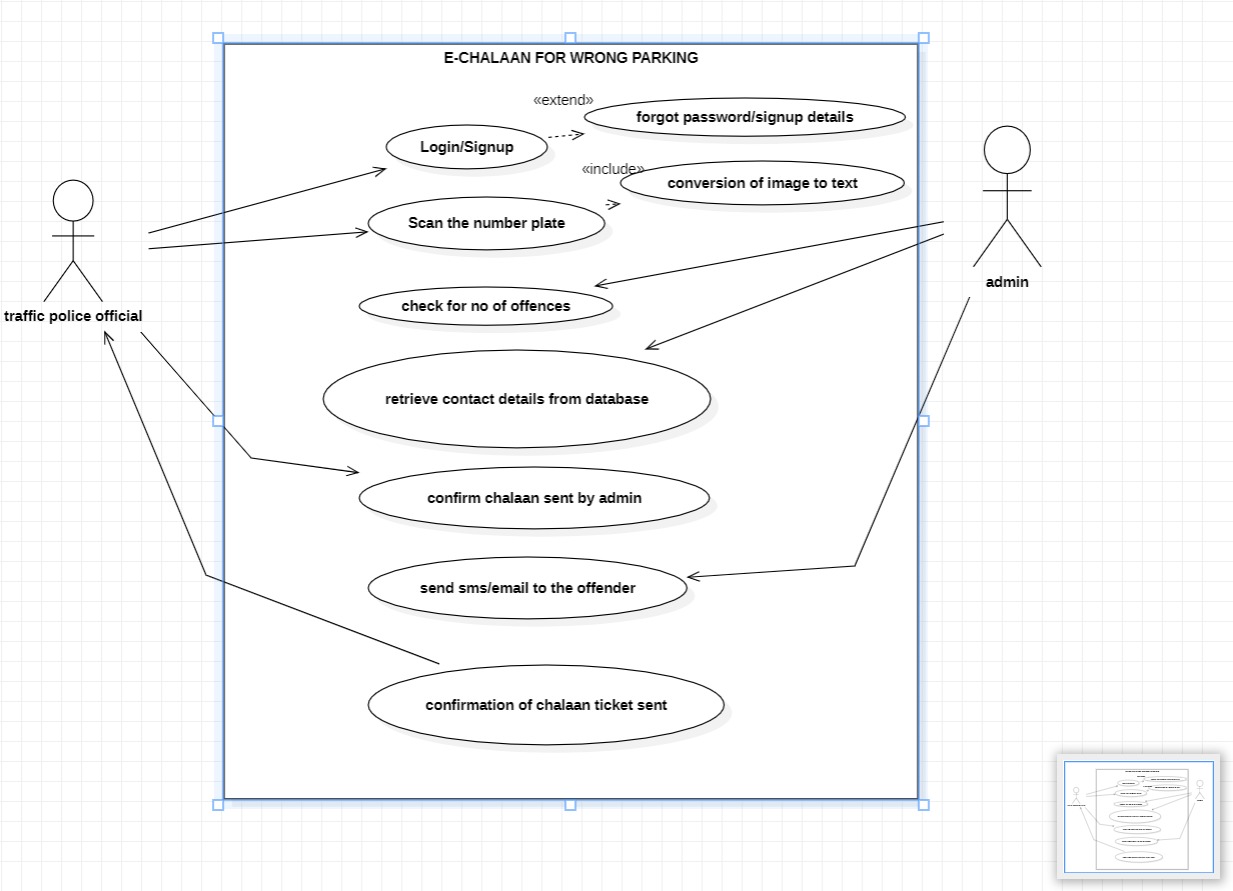 E-CHALAAN FOR WRONG PARKING
«extend»
forgot password/signup details
Login/Signup
«include»
conversion of image to text
Scan the number plate
admin
check for no of offences
traffic police official
retrieve contact details from database
confirm chalaan sent by admin
send sms/email to the offender
confirmation of chalaan ticket sent